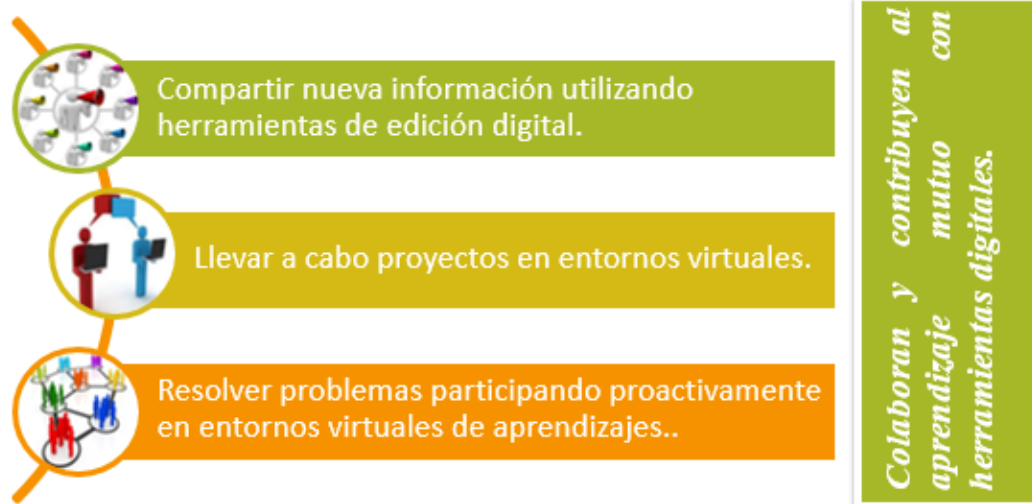 Compartir nueva información utilizando
herramientas de edición digital.
Llevar a cabo proyectos en entornos virtuales.
Resolver problemas participando proactivamente
en entornos virtuales de aprendizajes..
Colaboran y contribuyen al
aprendizaje mutuo con
herramientas digitales.